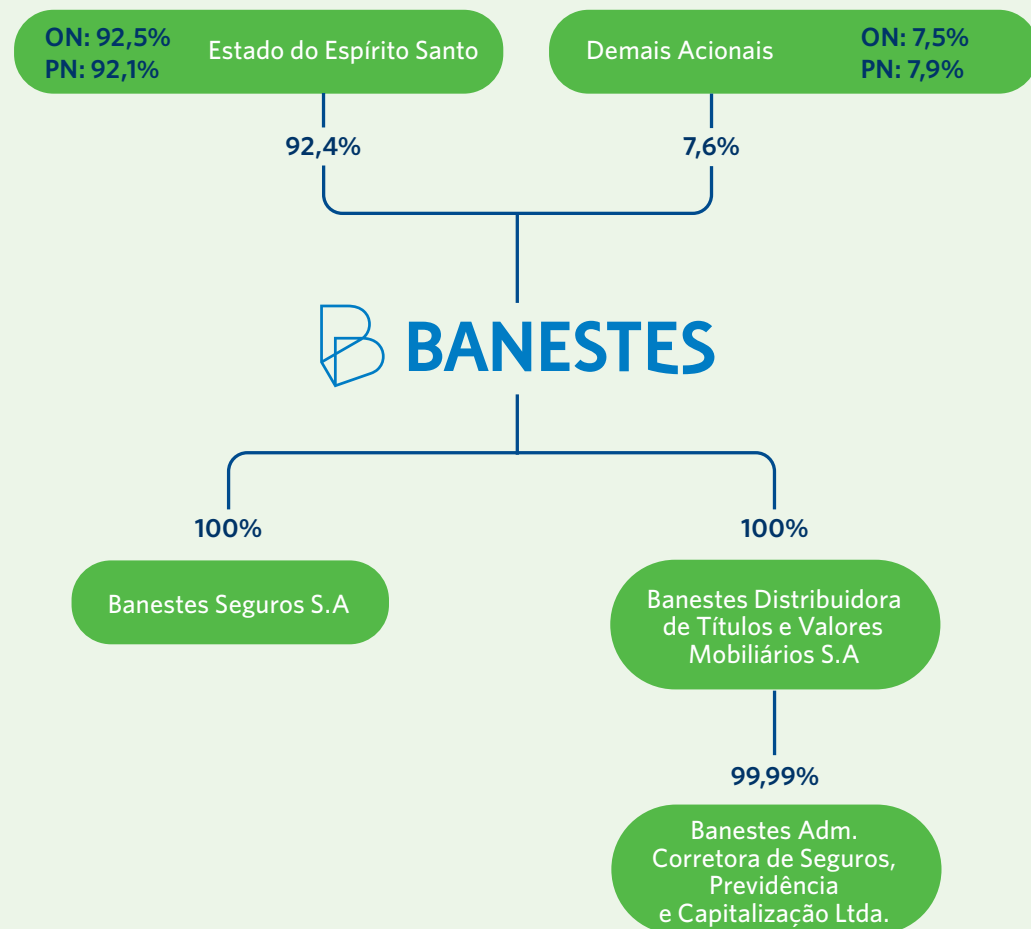 ON: 92,5%
PN: 92,1%
Estado do Espírito Santo
Demais Acionais
ON: 7,5%
PN: 7,9%
92,4%
7,6%
BANESTES
100%
100%
Banestes Seguros S.A
Banestes Distribuidora
de Títulos e Valores
Mobiliários S.A
99,99%
Banestes Adm.
Corretora de Seguros,
Previdência
e Capitalização Ltda.